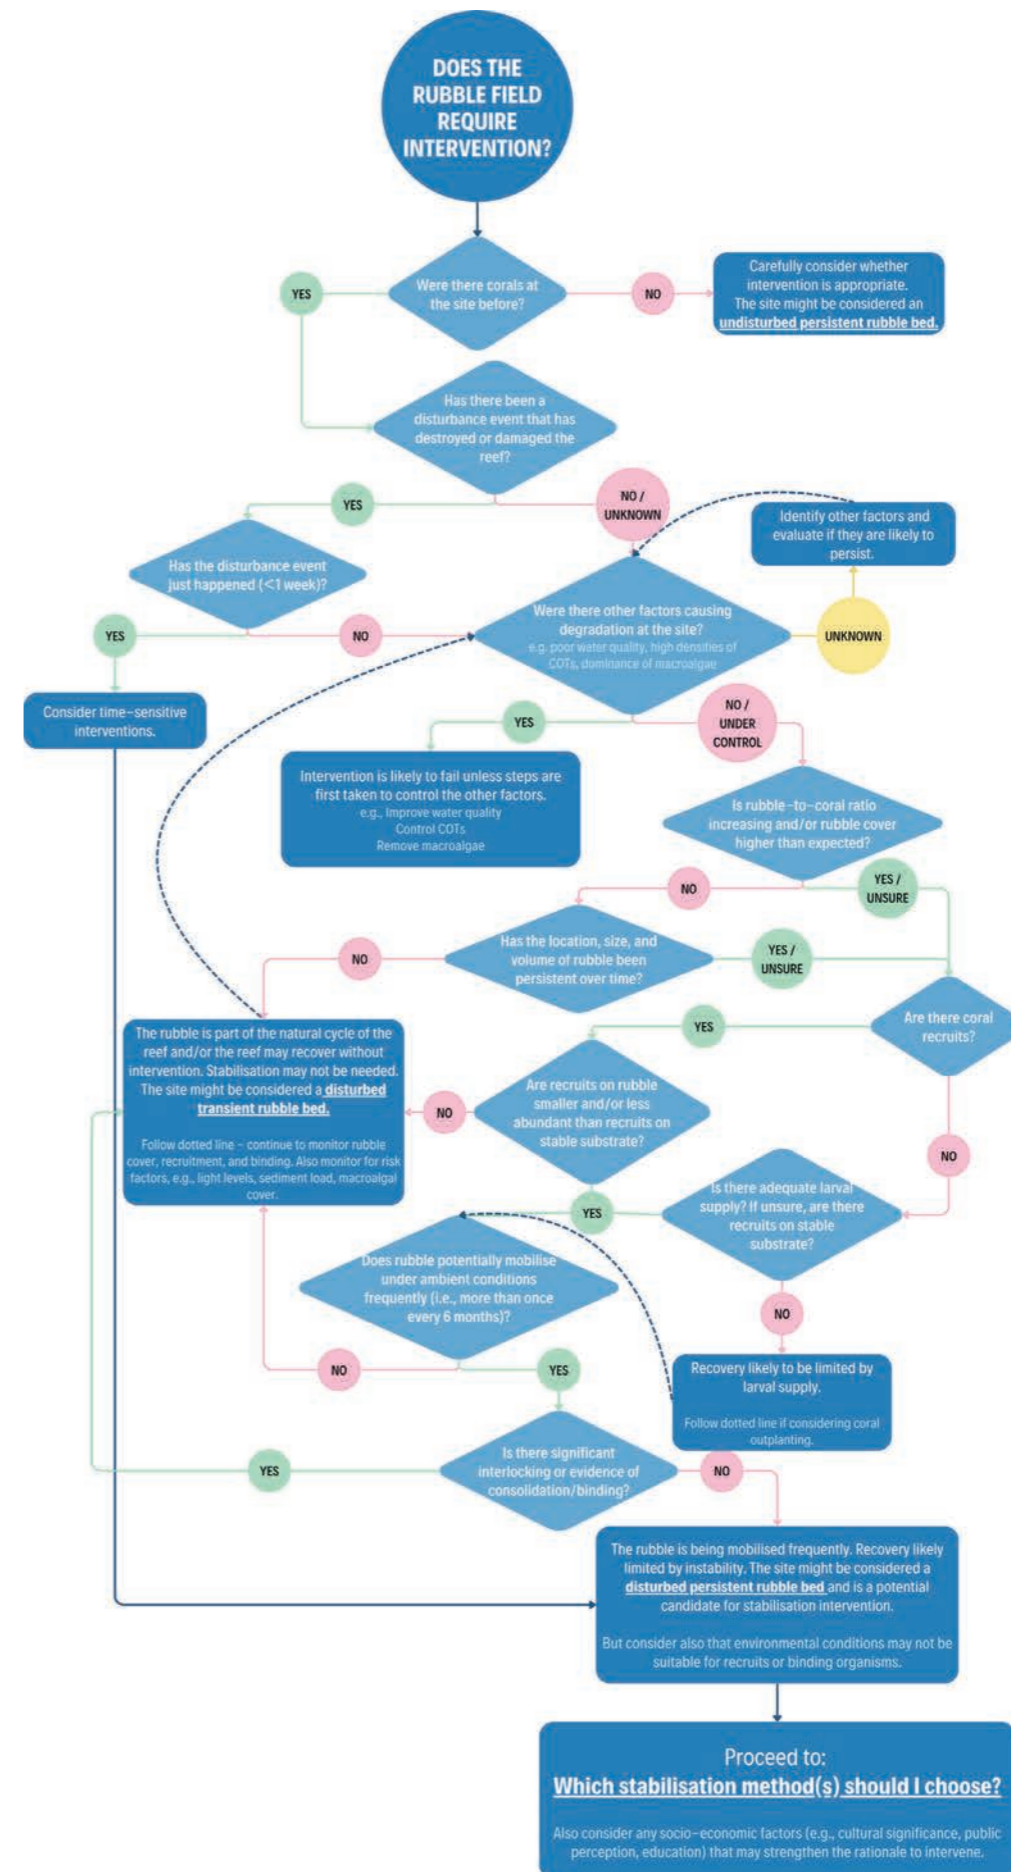 DOES THE
RUBBLE FIELD
REQUIRE
INTERVENTION?
Were there corals at
the site before?
YES
NO
Carefully consider whether
intervention is appropriate.
The site might be considered an
undisturbed persistent rubble bed.
Has there been a
disturbance event that has
destroyed or damaged the
reef?
YES
NO /
UNKNOWN
Identify other factors and
evaluate if they are likely to
persist.
Has the disturbance event
just happened (<1 week)?
YES
NO
Were there other factors causing
degradation at the site?
e.g. poor water quality, high densities of
COTs, dominance of macroalgae
UNKNOWN
Consider time-sensitive
interventions.
YES
NO /
UNDER
CONTROL
Intervention is likely to fail unless steps are
first taken to control the other factors.
e.g., Improve water quality
Control COTs
Remove macroalgae
Is rubble-to-coral ratio
increasing and/or rubble cover
higher than expected?
NO
YES /
UNSURE
Has the location, size, and
volume of rubble been
persistent over time?
NO
YES /
UNSURE
Are there coral
recruits?
YES
NO
The rubble is part of the natural cycle of the
reef and/or the reef may recover without
intervention. Stabilisation may not be needed.
The site might be considered a disturbed
transient rubble bed.
Follow dotted line - continue to monitor rubble
cover, recruitment, and binding. Also monitor for risk
factors, e.g., light levels, sediment load, macroalgal
cover.
Are recruits on rubble
smaller and/or less
abundant than recruits on
stable substrate?
NO
YES
Is there adequate larval
supply? If unsure, are there
recruits on stable
substrate?
NO
Does rubble potentially mobilise
under ambient conditions
frequently (i.e., more than once
every 6 months)?
NO
YES
Recovery likely to be limited by
larval supply.
Follow dotted line if considering coral
outplanting.
Is there significant
interlocking or evidence of
consolidation/binding?
YES
NO
The rubble is being mobilised frequently. Recovery likely
limited by instability. The site might be considered a
disturbed persistent rubble bed and is a potential
candidate for stabilisation intervention.
But consider also that environmental conditions may not be
suitable for recruits or binding organisms.
Proceed to:
Which stabilisation method(s) should I choose?
Also consider any socio-economic factors (e.g., cultural significance, public
perception, education) that may strengthen the rationale to intervene.